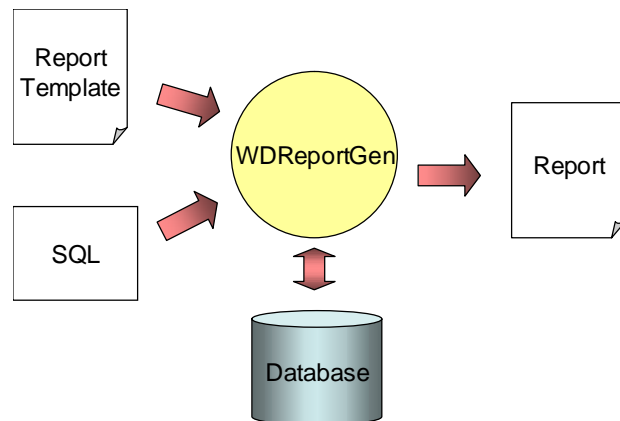 Report
Template
WDReportGen
Report
SQL
Database